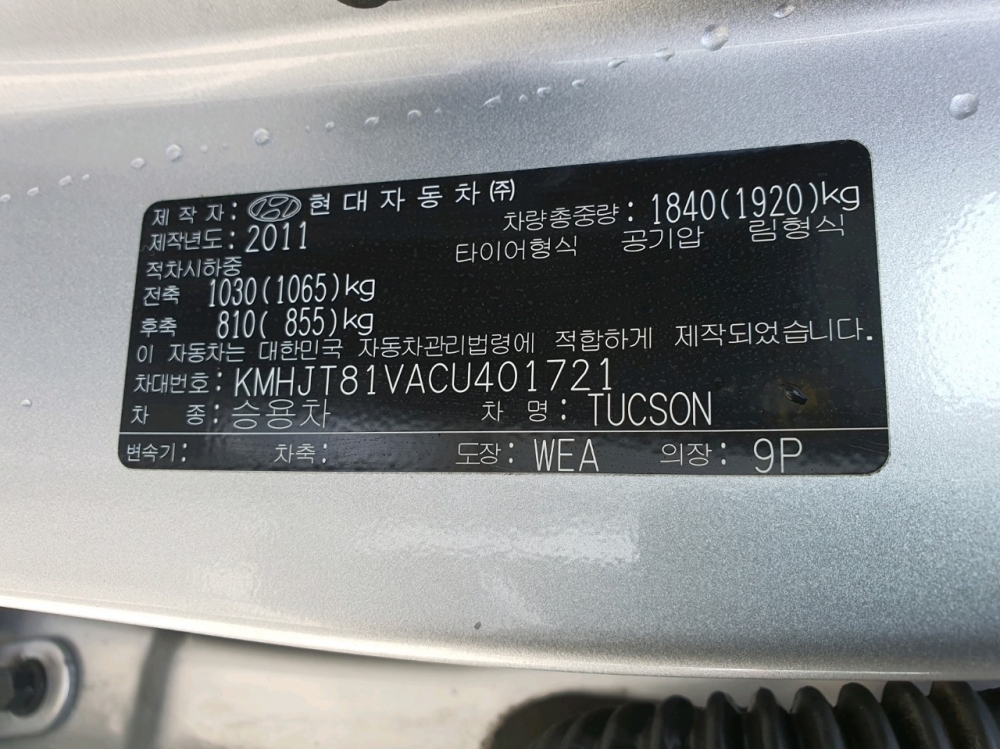 제 작 자: 현대자동차㈜
제작년도: 2011 차량총중량: 1840(1920)kg
적차시하중 타이어형식 공기압 림형식
전축 1030(1065)kg
후축 810( 855)kg
이 자동차는 대한민국 자동차관리법령에 적합하게 제작되었습니다.
차대번호: KMHJT81VACU401721
차 종: 승용차 차 명: TUCSON
변속기: 차축: 도장: WEA 의장: 9P